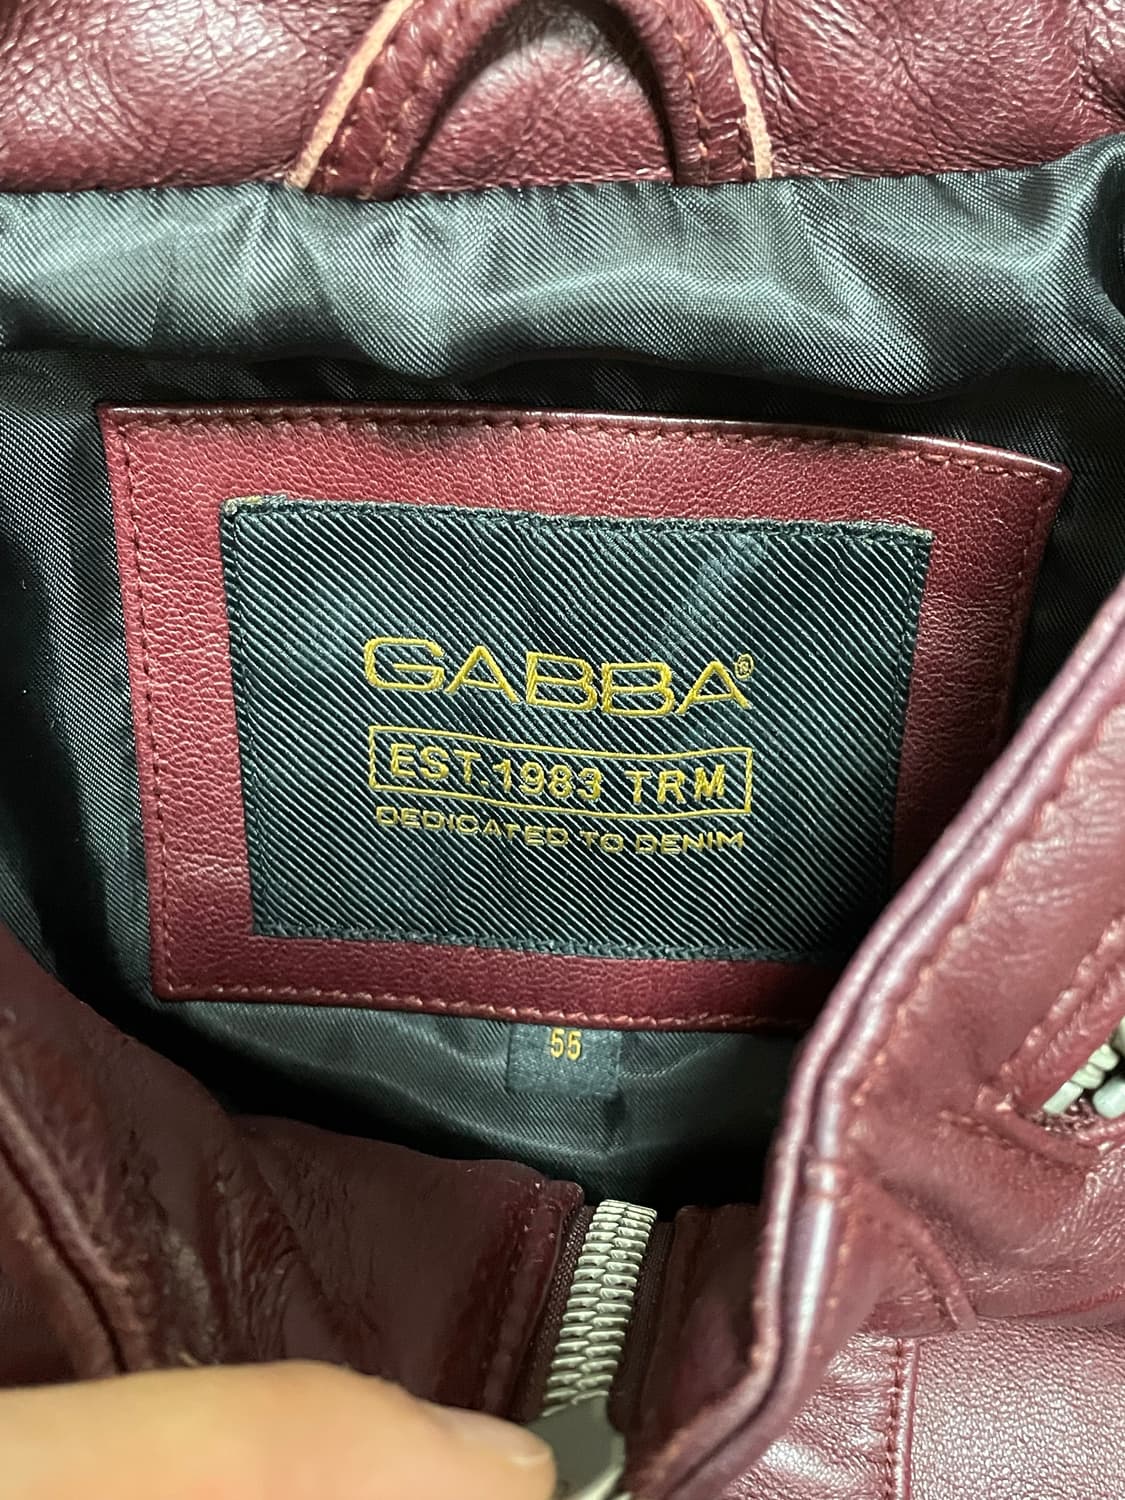 GABBA®
EST.1983 TRM
DEDICATED TO DENIM
55